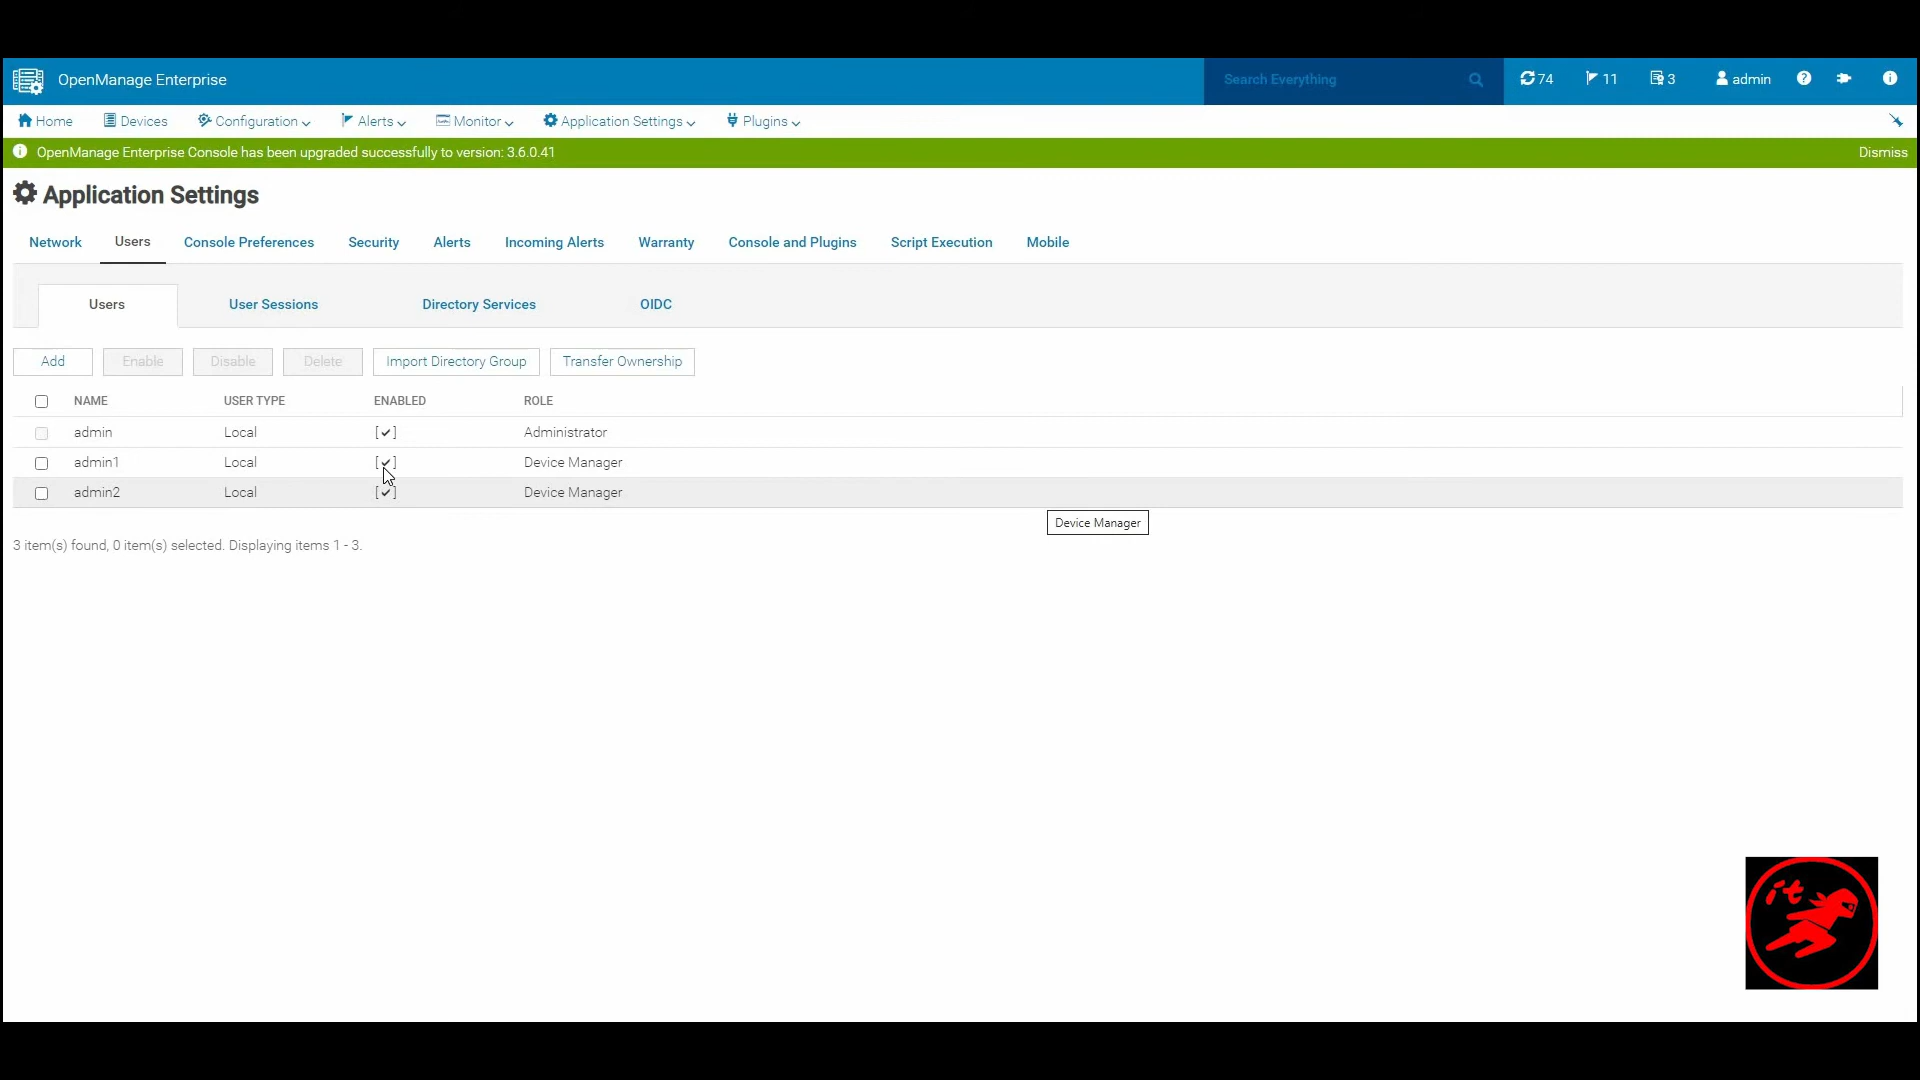 OpenManage Enterprise
Search Everything
74
11
3
admin
Home
Devices
Configuration
Alerts
Monitor
Application Settings
Plugins
OpenManage Enterprise Console has been upgraded successfully to version: 3.6.0.41
Dismiss
Application Settings
Network
Users
Console Preferences
Security
Alerts
Incoming Alerts
Warranty
Console and Plugins
Script Execution
Mobile
Users
User Sessions
Directory Services
OIDC
Add
Enable
Disable
Delete
Import Directory Group
Transfer Ownership
NAME USER TYPE ENABLED ROLE
admin Local [✔] Administrator
admin1 Local [✔] Device Manager
admin2 Local [✔] Device Manager
Device Manager
3 item(s) found, 0 item(s) selected. Displaying items 1 - 3.
it